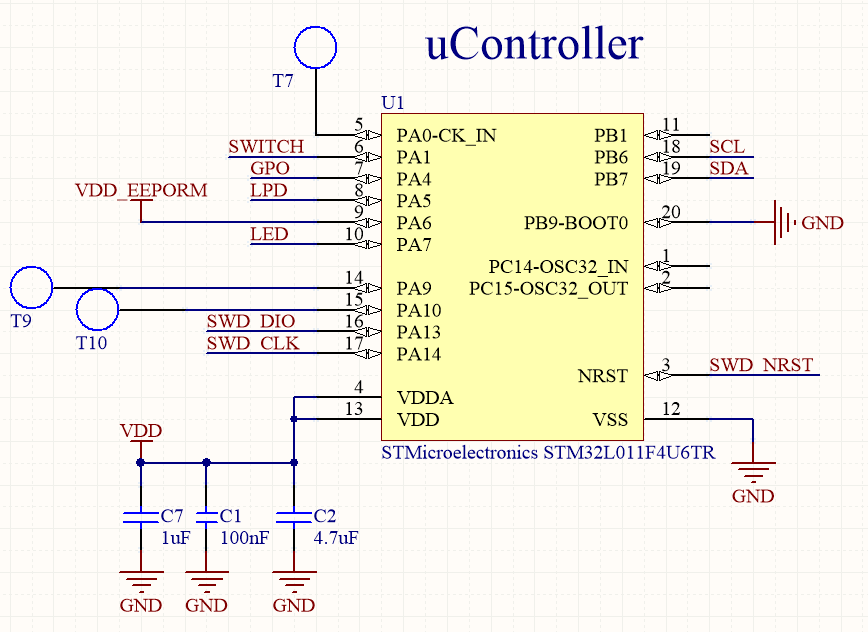 uController
T7
U1
5 PA0-CK_IN PB1 11
SWITCH 6 PA1 PB6 18 SCL
GPO 7 PA4 PB7 19 SDA
LPD 8 PA5
VDD_EEPORM 9 PA6 PB9-BOOT0 20 GND
LED 10 PA7
PC14-OSC32_IN 1
T9 14 PA9 PC15-OSC32_OUT 2
T10 15 PA10
SWD_DIO 16 PA13
SWD_CLK 17 PA14
NRST 3 SWD_NRST
4 VDDA
13 VDD VSS 12
VDD
STMicroelectronics STM32L011F4U6TR
GND
C7 C1 C2
1uF 100nF 4.7uF
GND GND GND